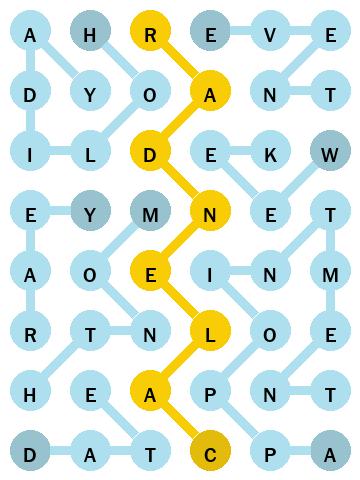 A H R E V E
D Y O A N T
I L D E K W
E Y M N E T
A O E I N M
R T N L O E
H E A P N T
D A T C P A